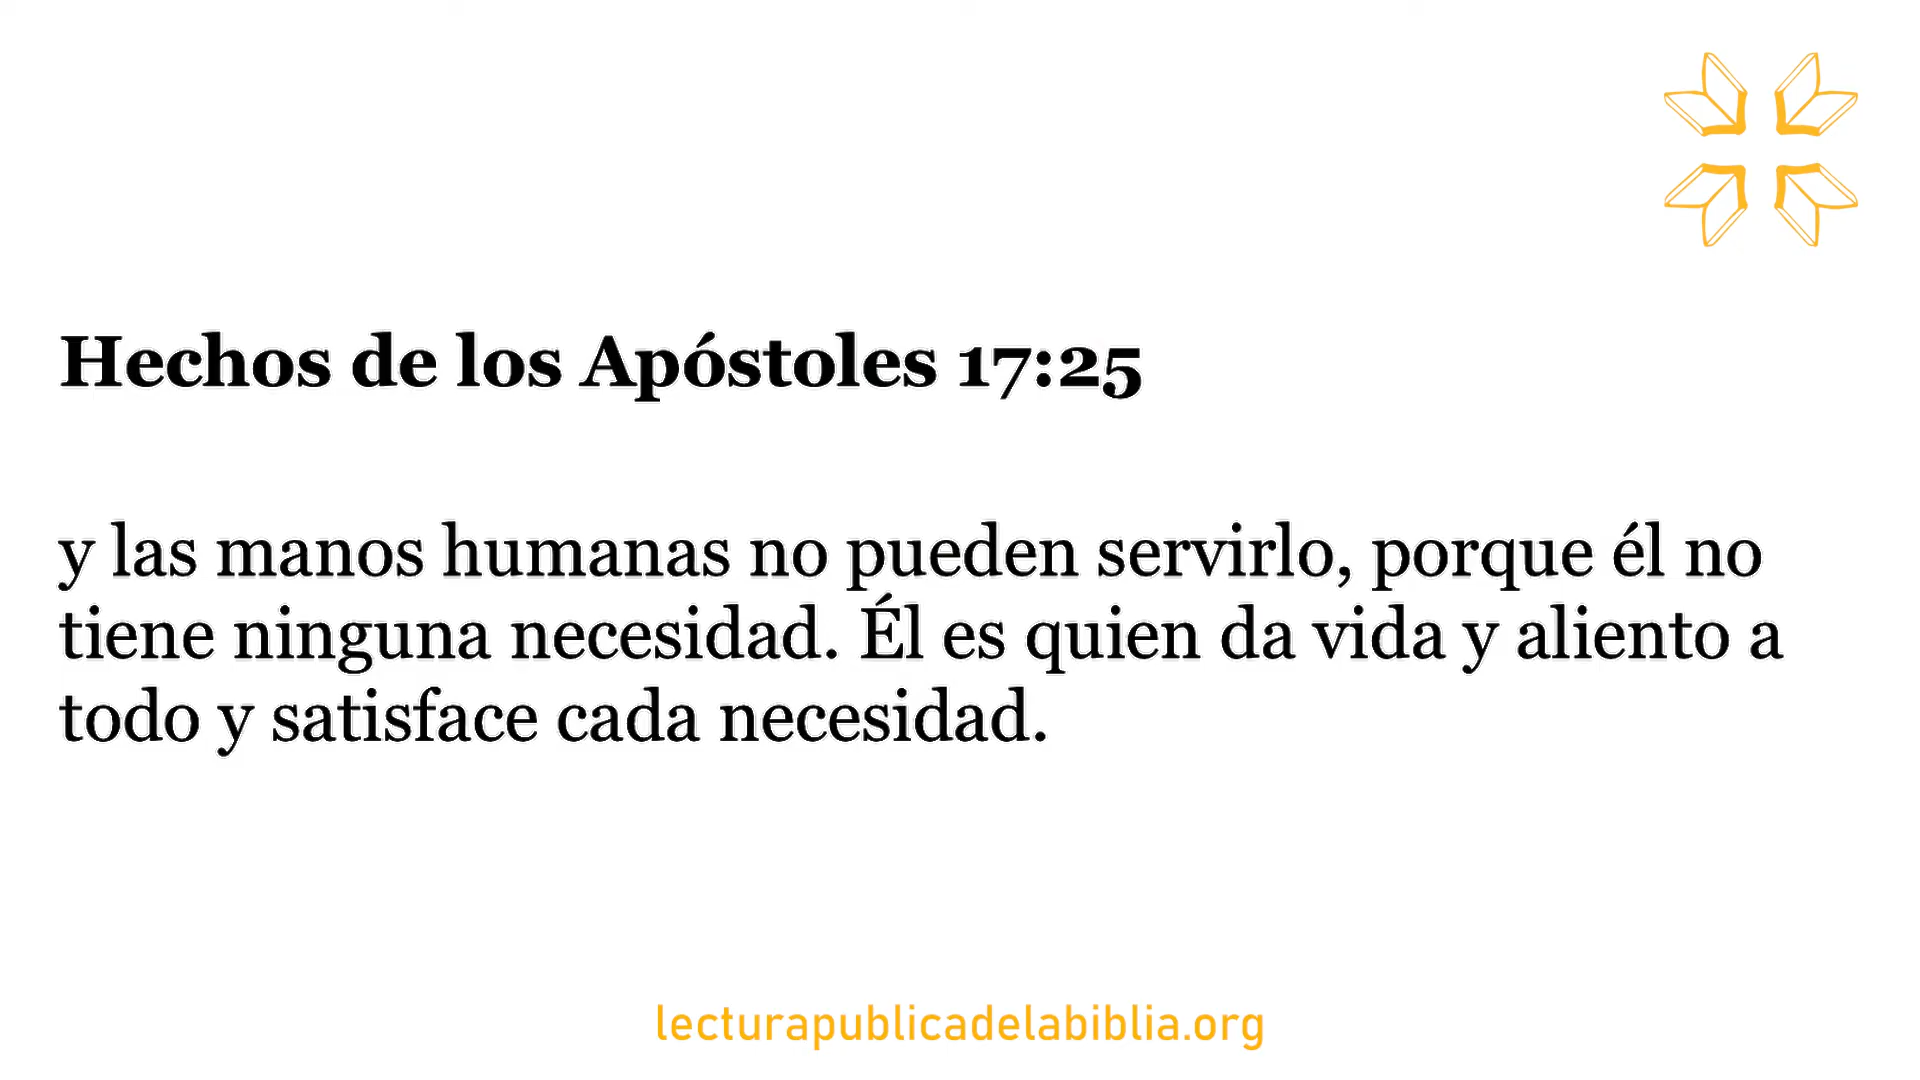 Hechos de los Apóstoles 17:25
y las manos humanas no pueden servirlo, porque él no
tiene ninguna necesidad. Él es quien da vida y aliento a
todo y satisface cada necesidad.
lecturapublicadelabiblia.org